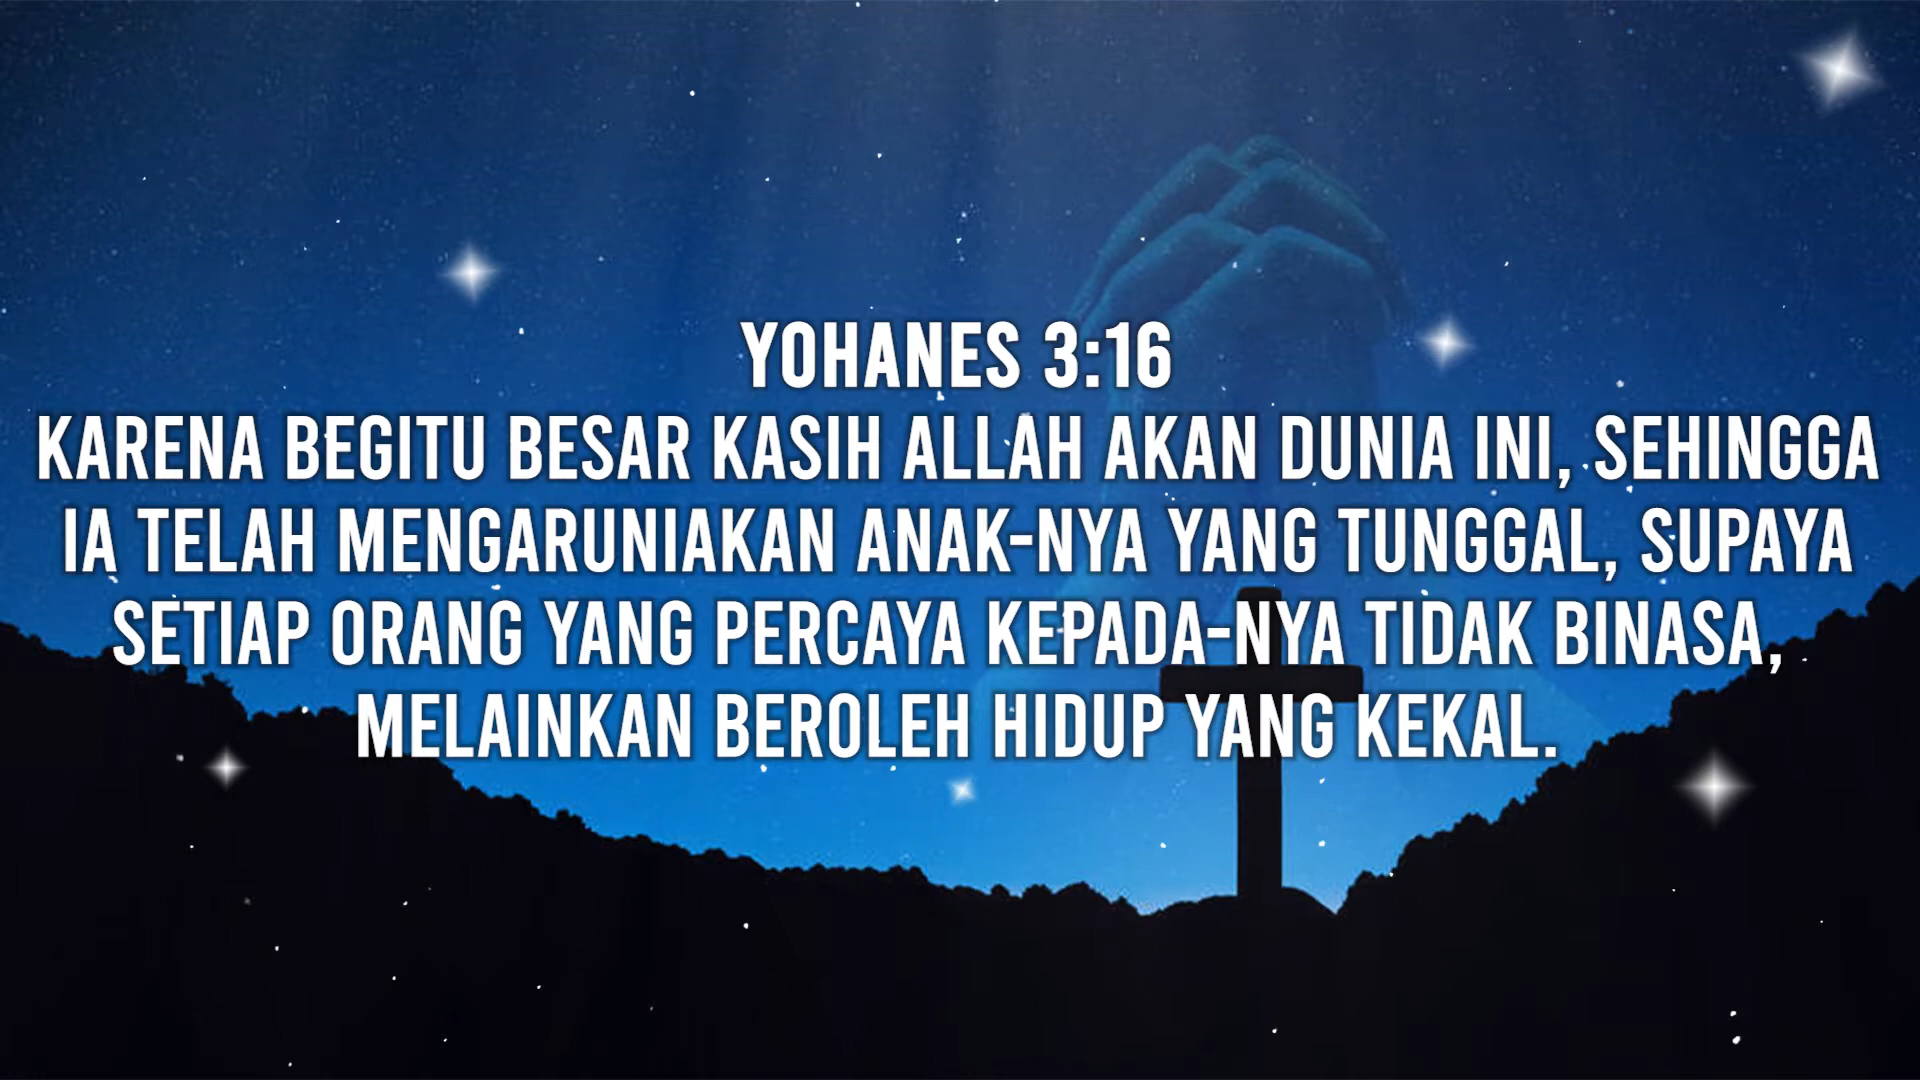 YOHANES 3:16
KARENA BEGITU BESAR KASIH ALLAH AKAN DUNIA INI, SEHINGGA
IA TELAH MENGARUNIAKAN ANAK-NYA YANG TUNGGAL, SUPAYA
SETIAP ORANG YANG PERCAYA KEPADA-NYA TIDAK BINASA,
MELAINKAN BEROLEH HIDUP YANG KEKAL.